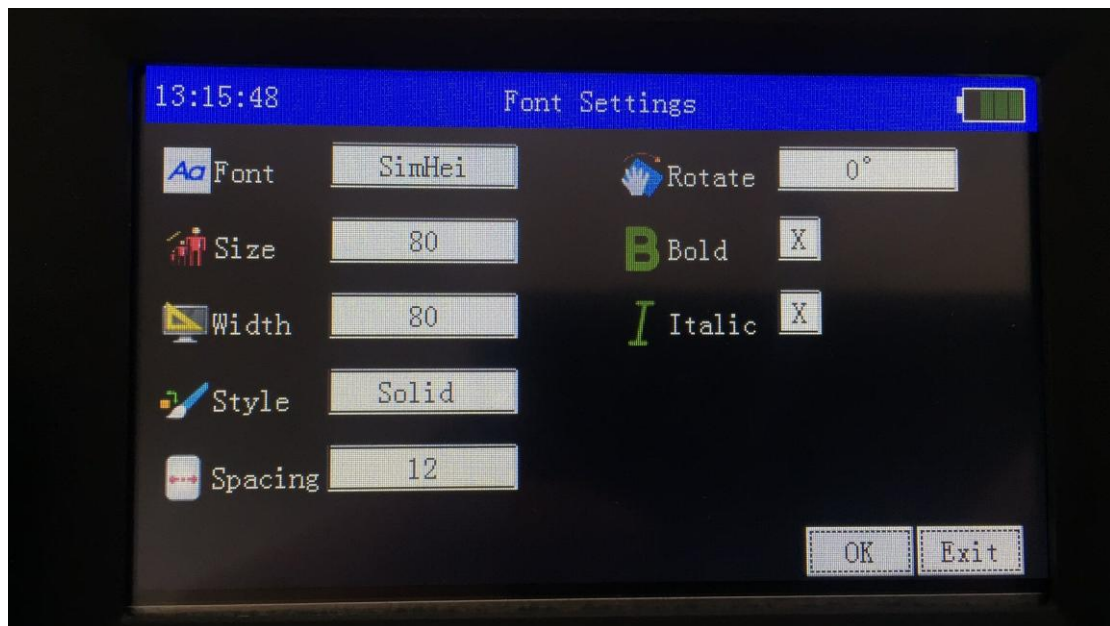 13:15:48 Font Settings
Aa Font SimHei Rotate 0°
Size 80 B Bold X
Width 80 I Italic X
Style Solid
Spacing 12
OK Exit